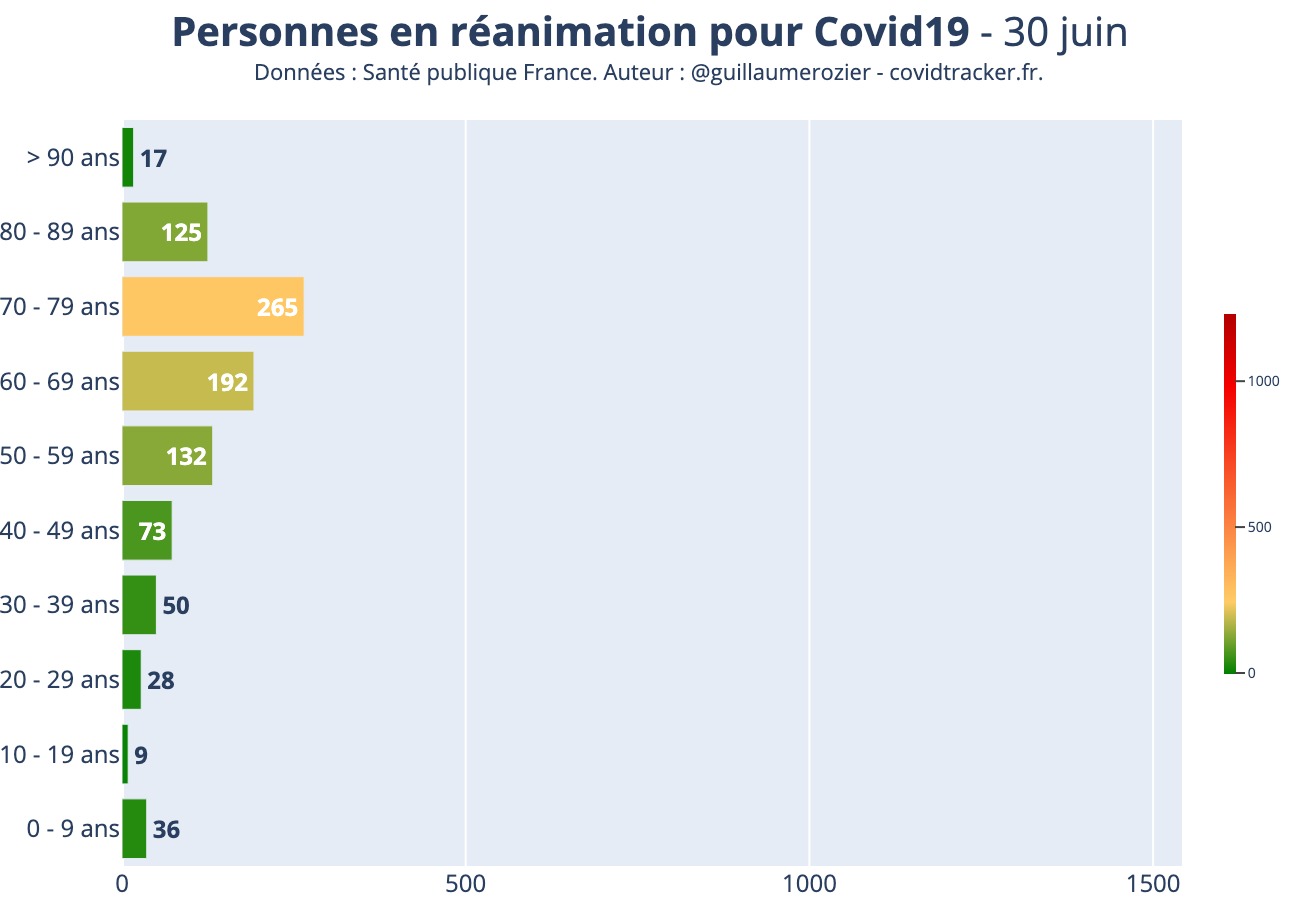 Personnes en réanimation pour Covid19 - 30 juin
Données : Santé publique France. Auteur : @guillaumerozier - covidtracker.fr.
> 90 ans 17
80 - 89 ans 125
70 - 79 ans 265
60 - 69 ans 192
50 - 59 ans 132
40 - 49 ans 73
30 - 39 ans 50
20 - 29 ans 28
10 - 19 ans 9
0 - 9 ans 36
0 500 1000 1500
1000
500
0